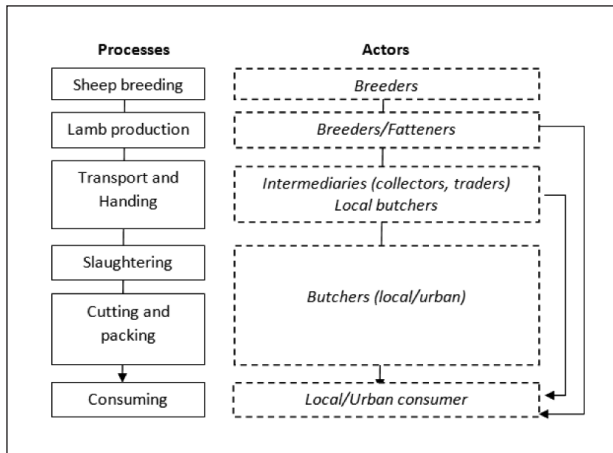 Processes
Actors
Sheep breeding
Breeders
Lamb production
Breeders/Fatteners
Transport and
Handing
Intermediaries (collectors, traders)
Local butchers
Slaughtering
Butchers (local/urban)
Cutting and
packing
Consuming
Local/Urban consumer